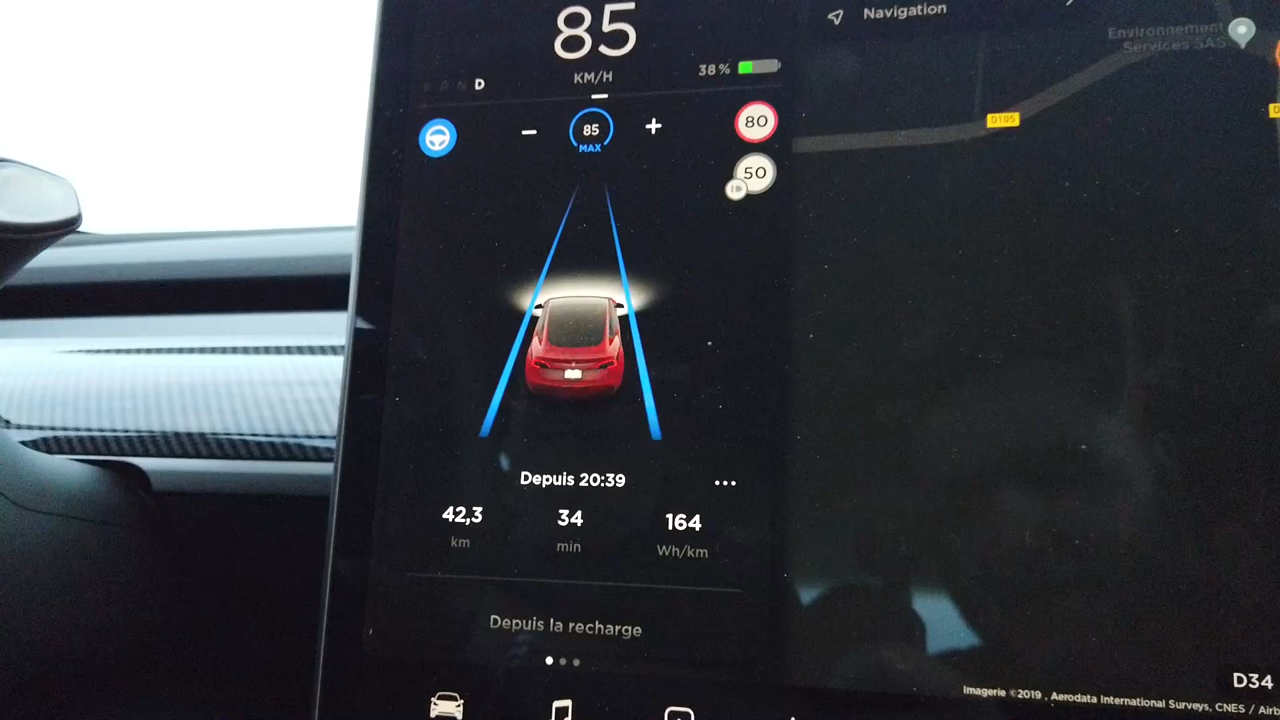 85
KM/H
38 %
P R N D
85
MAX
80
50
Depuis 20:39
42,3
km
34
min
164
Wh/km
Depuis la recharge
Navigation
Environnement
Services SAS
D105
D34
Imagerie ©2019 , Aerodata International Surveys, CNES / Airb